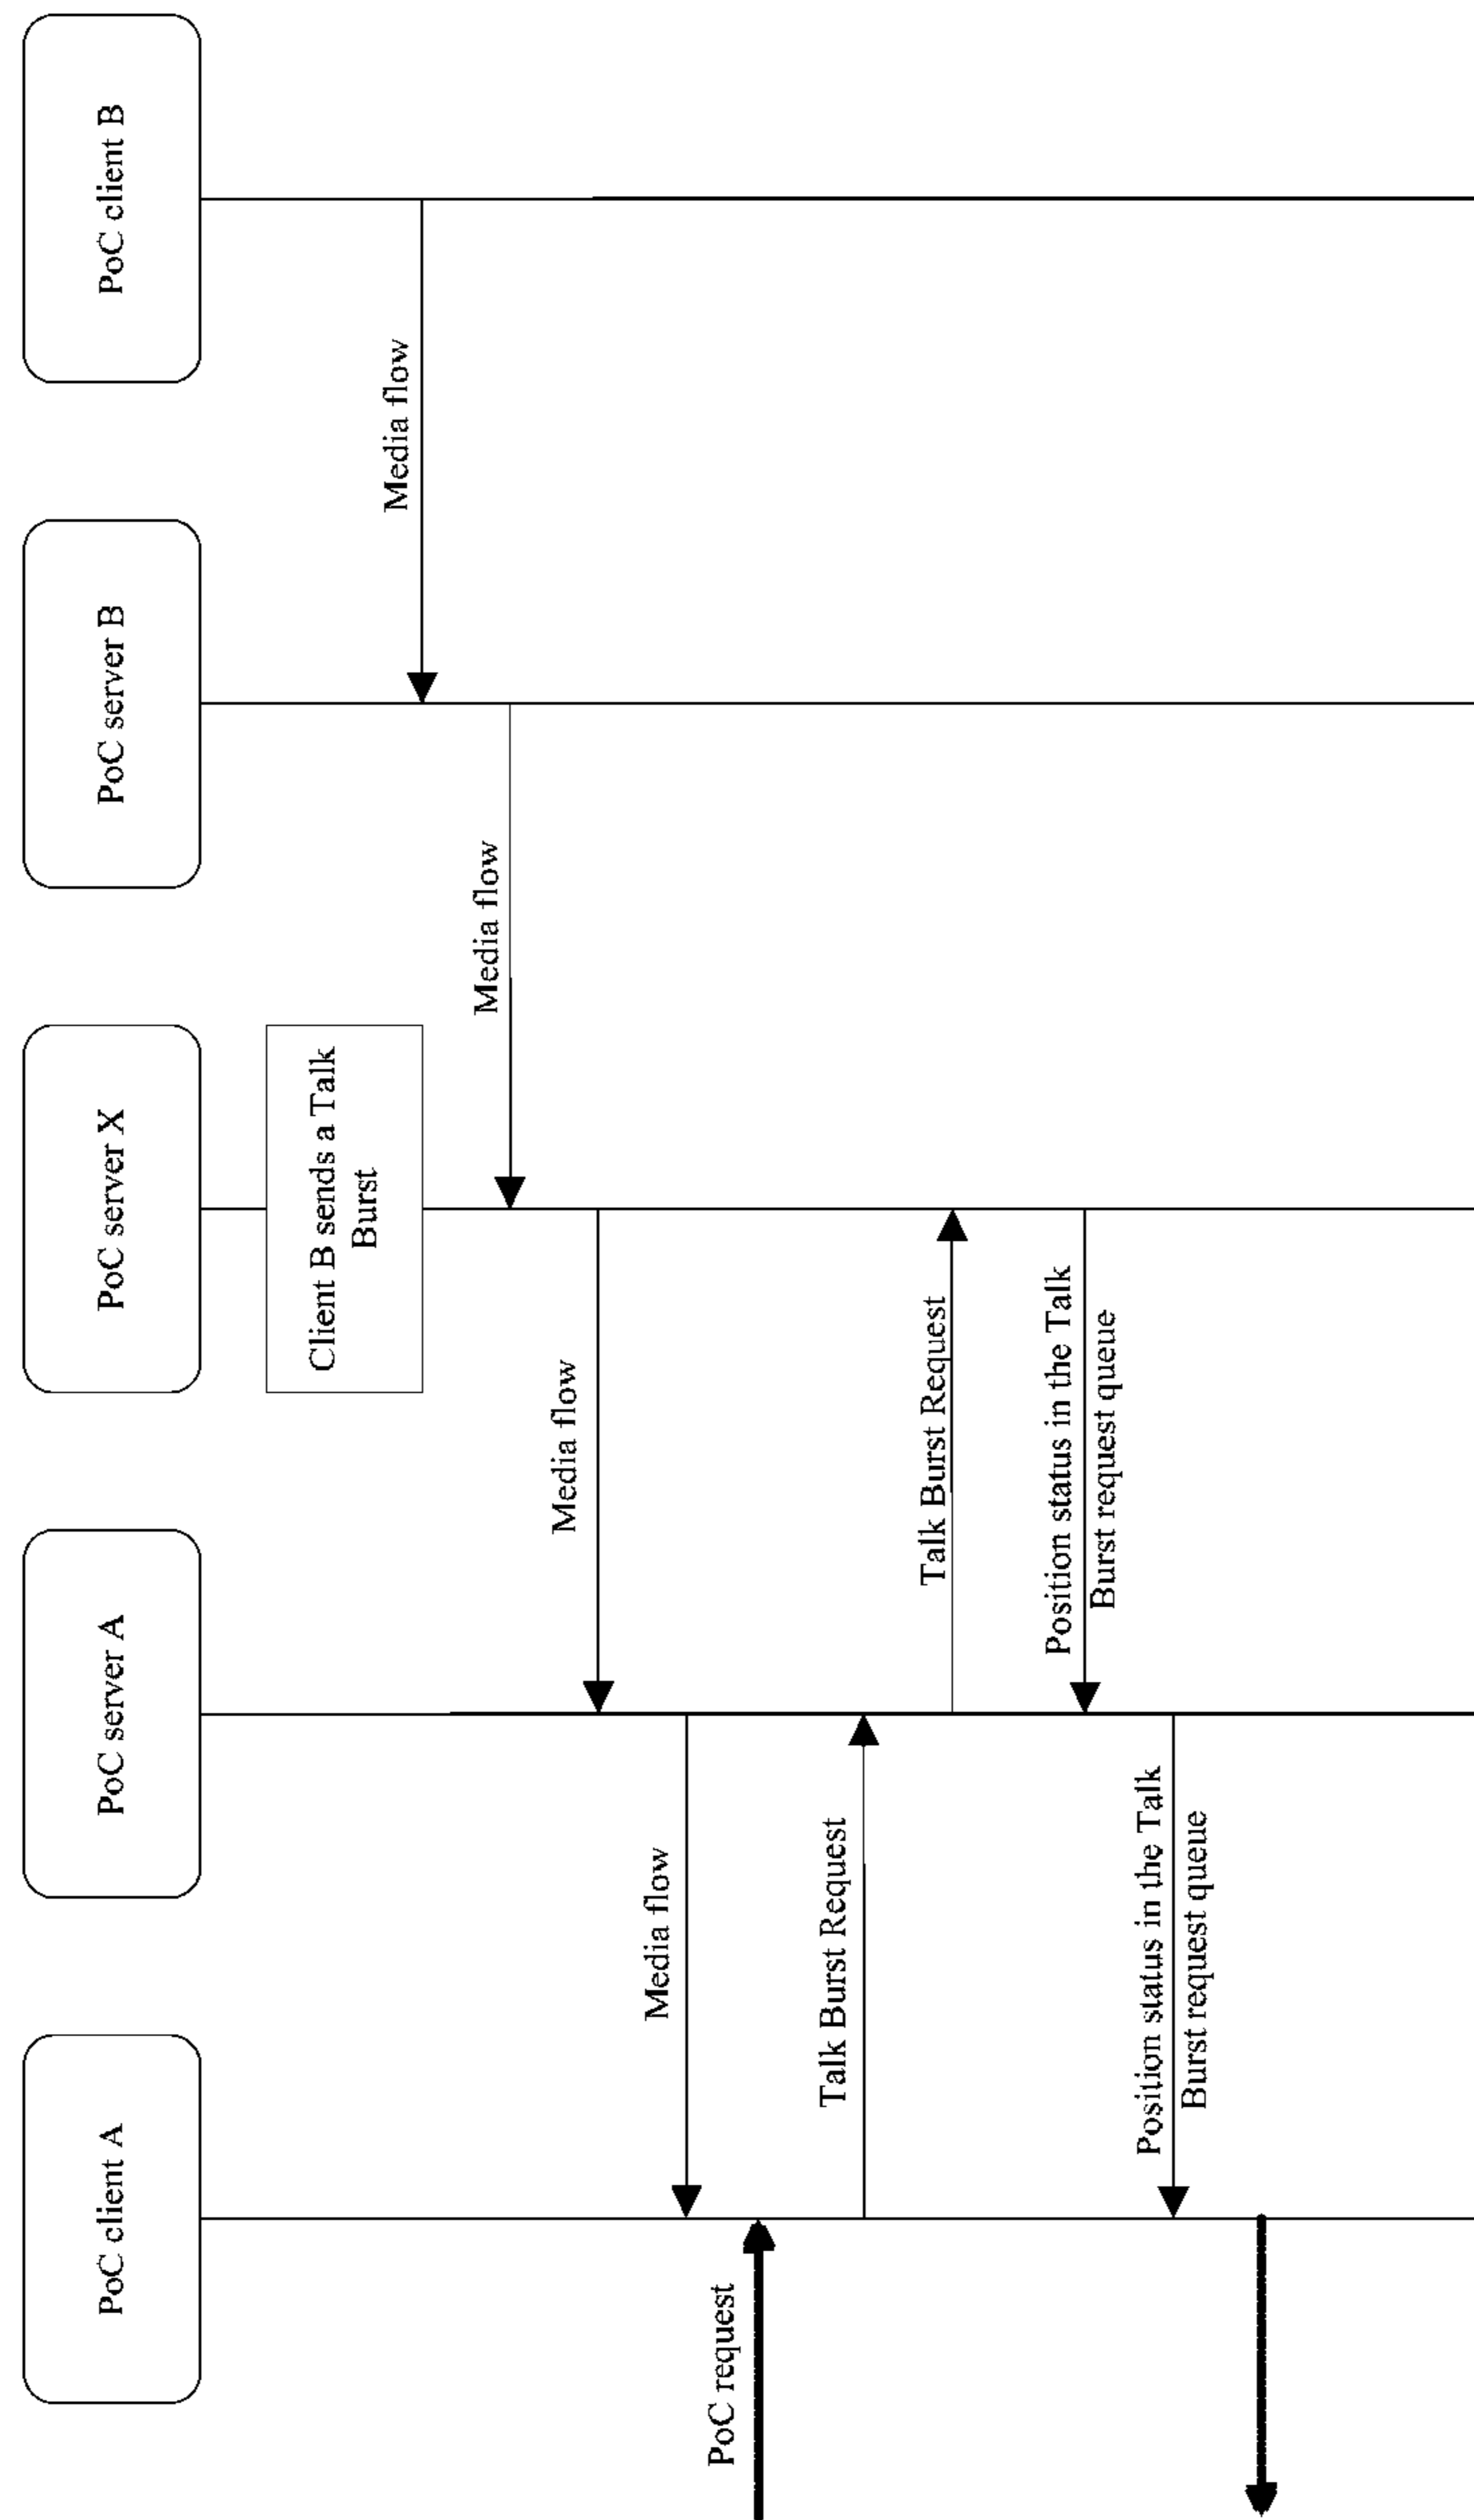 PoC client A
PoC server A
PoC server X
PoC server B
PoC client B
Client B sends a Talk
Burst
Media flow
Media flow
Media flow
Media flow
PoC request
Talk Burst Request
Talk Burst Request
Position status in the Talk
Burst request queue
Position status in the Talk
Burst request queue